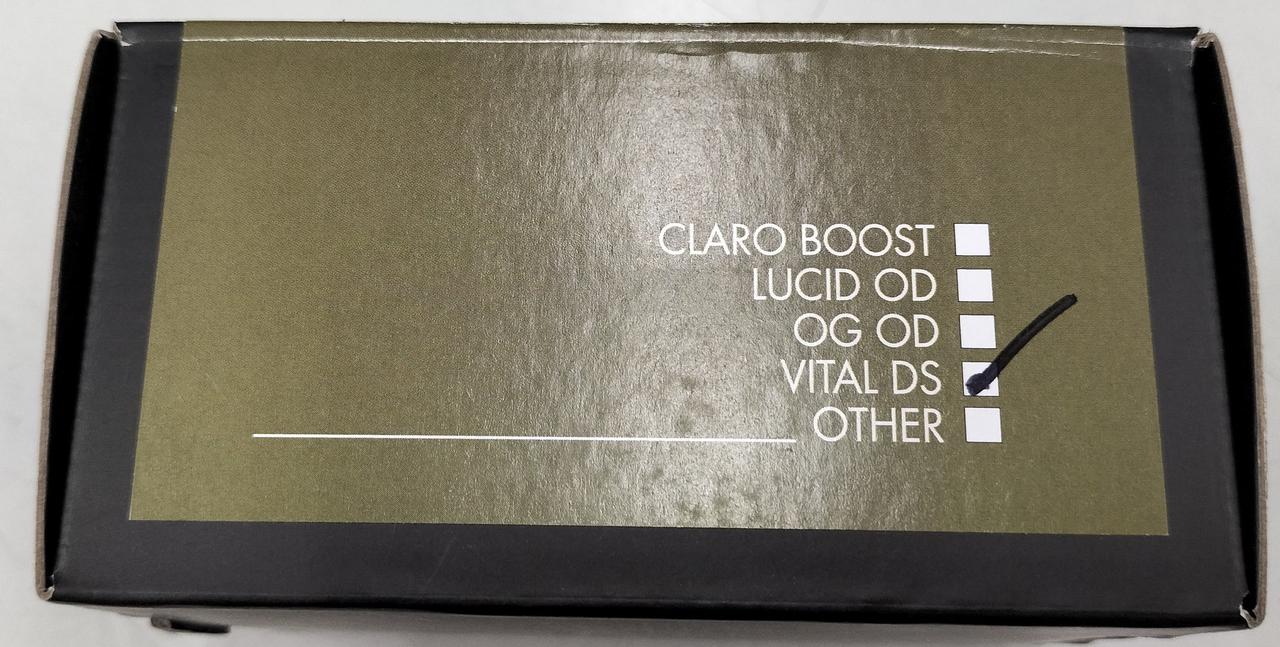 CLARO BOOST
LUCID OD
OG OD
VITAL DS
OTHER